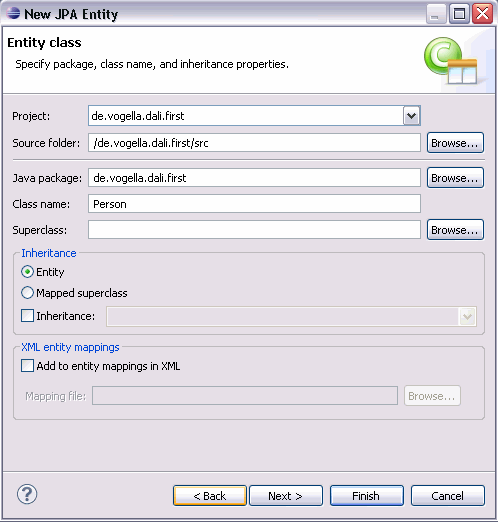 New JPA Entity
Entity class
Specify package, class name, and inheritance properties.
Project: de.vogella.dali.first
Source folder: /de.vogella.dali.first/src Browse...
Java package: de.vogella.dali.first Browse...
Class name: Person
Superclass: Browse...
Inheritance
Entity
Mapped superclass
Inheritance:
XML entity mappings
Add to entity mappings in XML
Mapping file: Browse...
? < Back Next > Finish Cancel